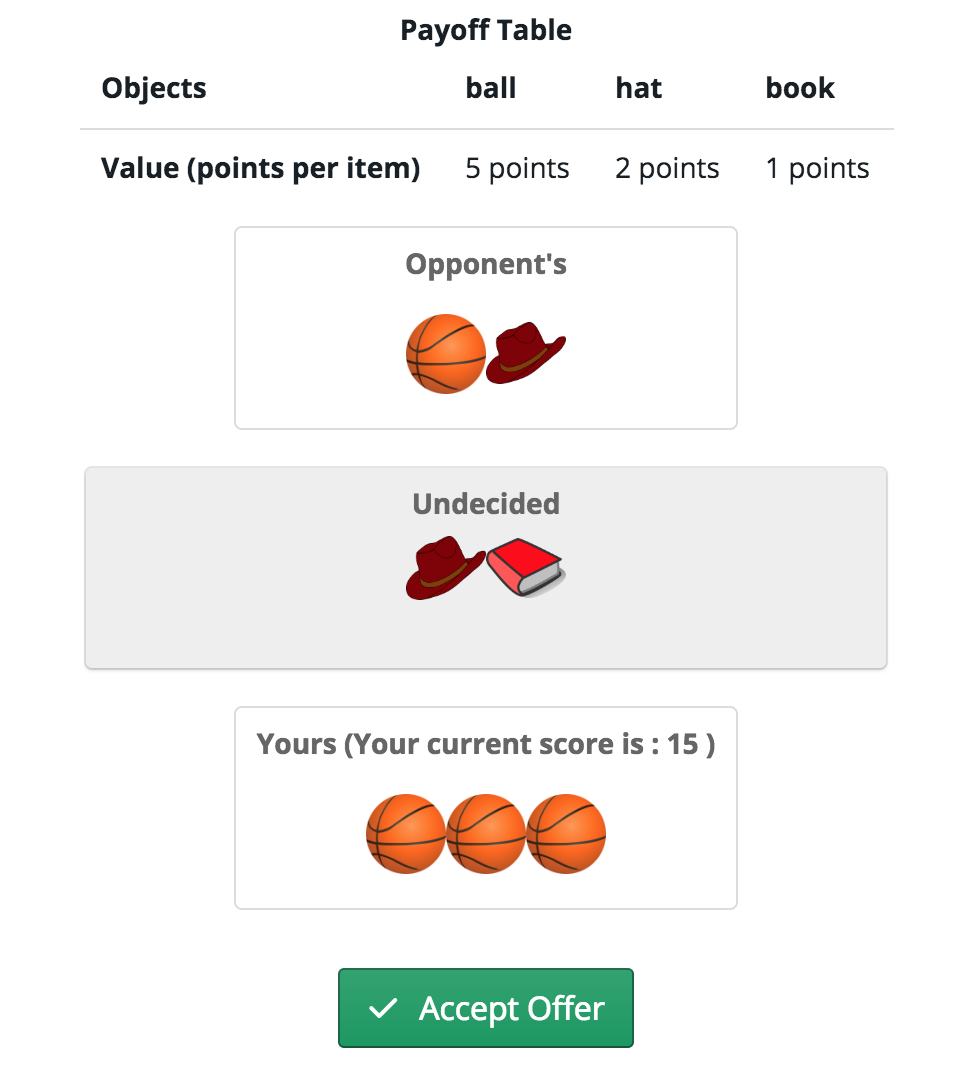 Payoff Table
Objects ball hat book
Value (points per item) 5 points 2 points 1 points
Opponent's
Undecided
Yours (Your current score is : 15 )
Accept Offer